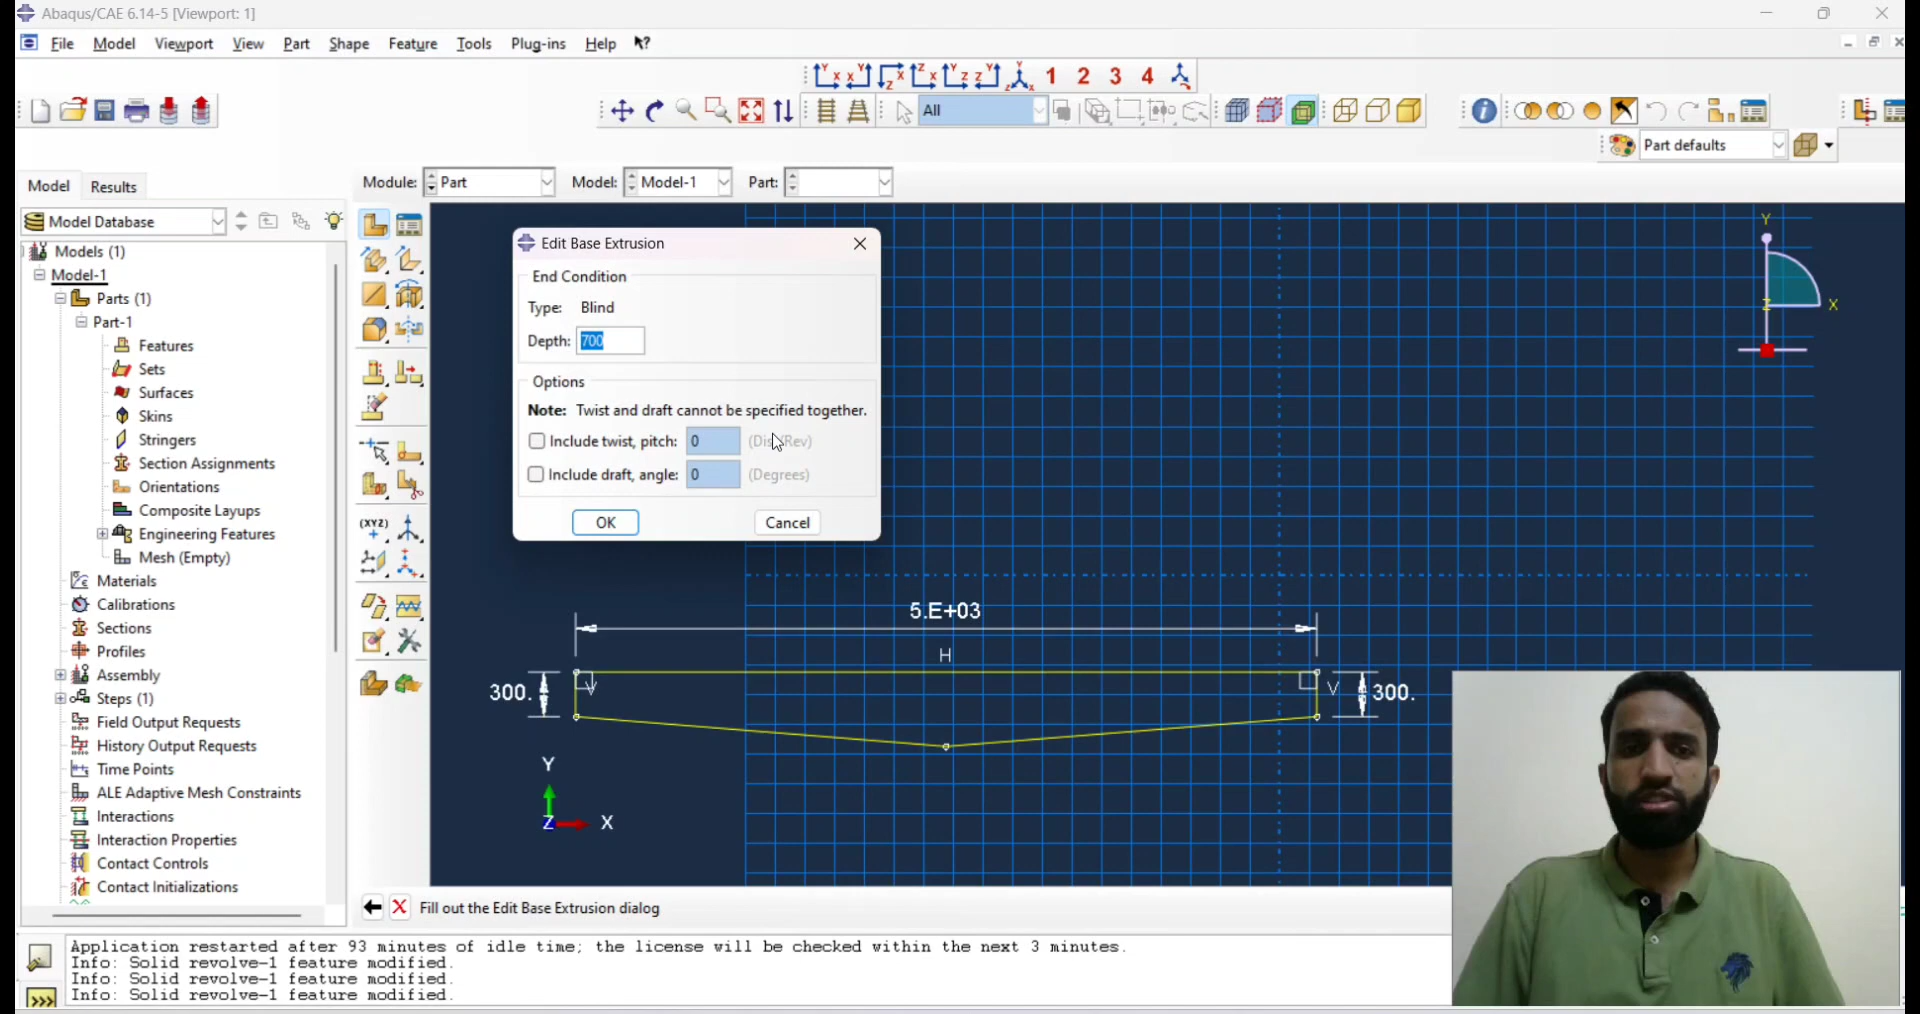 Abaqus/CAE 6.14-5 [Viewport: 1]
File Model Viewport View Part Shape Feature Tools Plug-ins Help
1 2 3 4
All
Part defaults
Model Results
Module: Part Model: Model-1 Part:
Model Database
Models (1)
Model-1
Parts (1)
Part-1
Features
Sets
Surfaces
Skins
Stringers
Section Assignments
Orientations
Composite Layups
Engineering Features
Mesh (Empty)
Materials
Calibrations
Sections
Profiles
Assembly
Steps (1)
Field Output Requests
History Output Requests
Time Points
ALE Adaptive Mesh Constraints
Interactions
Interaction Properties
Contact Controls
Contact Initializations
(XYZ)
Edit Base Extrusion
End Condition
Type: Blind
Depth: 700
Options
Note: Twist and draft cannot be specified together.
Include twist, pitch: 0
Include draft, angle: 0 (Degrees)
OK Cancel
Y
Z X
5.E+03
H
300. V V 300.
Y
Z X
Fill out the Edit Base Extrusion dialog
Application restarted after 93 minutes of idle time; the license will be checked within the next 3 minutes.
Info: Solid revolve-1 feature modified.
Info: Solid revolve-1 feature modified.
Info: Solid revolve-1 feature modified.
>>>